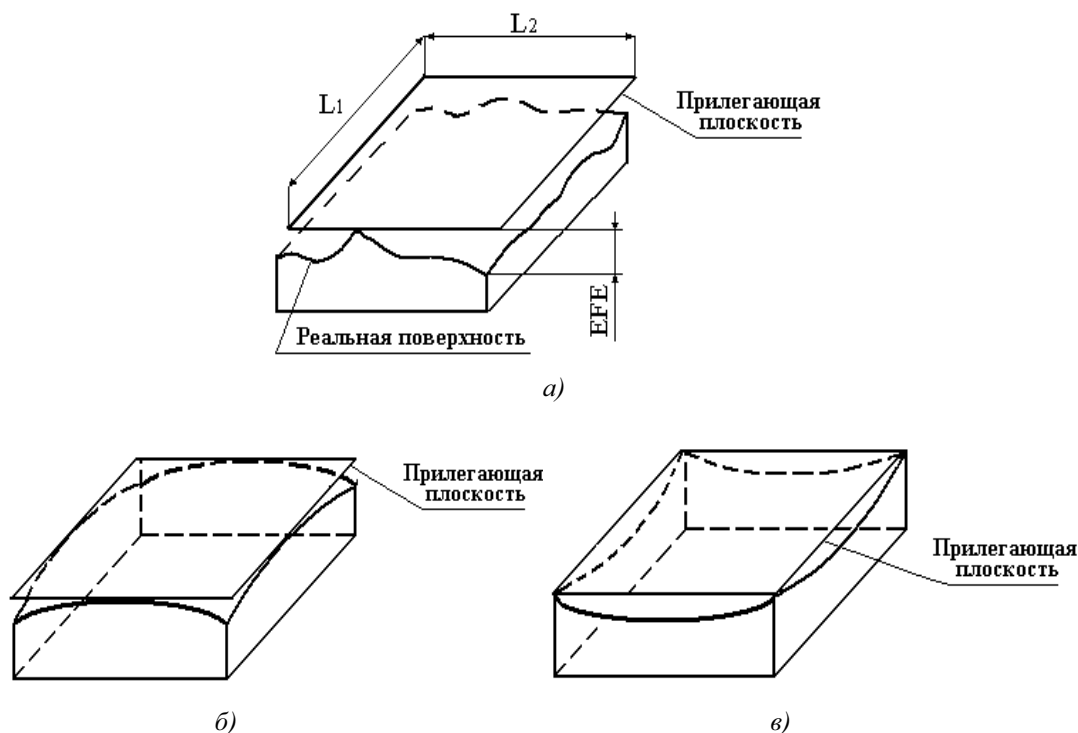 L2
L1
Прилегающая
плоскость
EFE
Реальная поверхность
а)
Прилегающая
плоскость
Прилегающая
плоскость
б)
в)